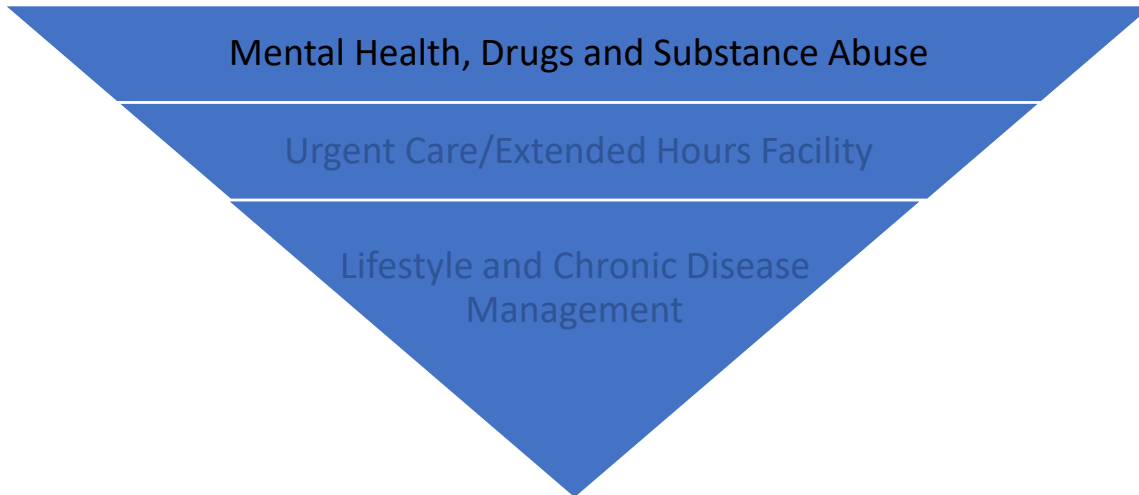 Mental Health, Drugs and Substance Abuse
Urgent Care/Extended Hours Facility
Lifestyle and Chronic Disease
Management